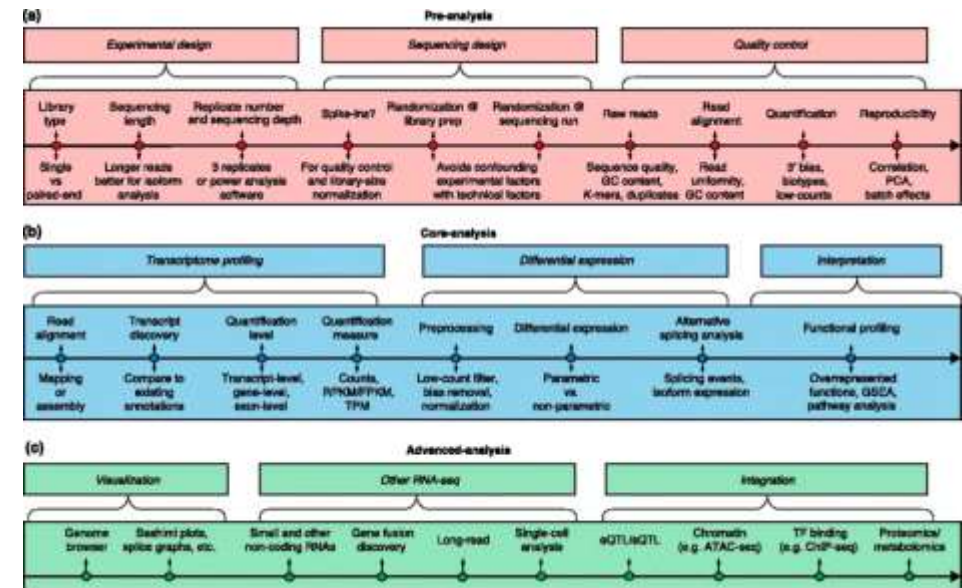 (a)
Pre-analysis
Experimental design
Sequencing design
Quality control
Library
type
Sequencing
length
Replicate number
and sequencing depth
Spike-ins?
Randomization @
library prep
Randomization @
sequencing run
Raw reads
Read
alignment
Quantification
Reproducibility
Single
vs
paired-end
Longer reads
better for isoform
analysis
3 replicates
or power analysis
software
For quality control
and library-size
normalization
Avoide confounding
experimental factors
with technical factors
Sequence quality,
GC content,
K-mers, duplicates
Read
uniformity,
GC content
3' bias,
biotypes,
low-counts
Correlation,
PCA,
batch effects
(b)
Core-analysis
Transcriptome profiling
Differential expression
Interpretation
Read
alignment
Transcript
discovery
Quantification
level
Quantification
measure
Preprocessing
Differential expression
Alternative
splicing analysis
Functional profiling
Mapping
or
assembly
Compare to
existing
annotations
Transcript-level,
gene-level,
exon-level
Counts,
RPKM/FPKM,
TPM
Low-count filter,
bias removal,
normalization
Parametric
vs
non-parametric
Splicing events,
isoform expression
Overrepresented
functions, GSEA,
pathway analysis
(c)
Advanced-analysis
Visualization
Other RNA-seq
Integration
Genome
browser
Sashimi plots,
splice graphs, etc.
Small and other
non-coding RNAs
Gene fusion
discovery
Long-read
Single-cell
analysis
eQTL/sQTL
Chromatin
(e.g. ATAC-seq)
TF binding
(e.g. ChIP-seq)
Proteomics/
metabolomics